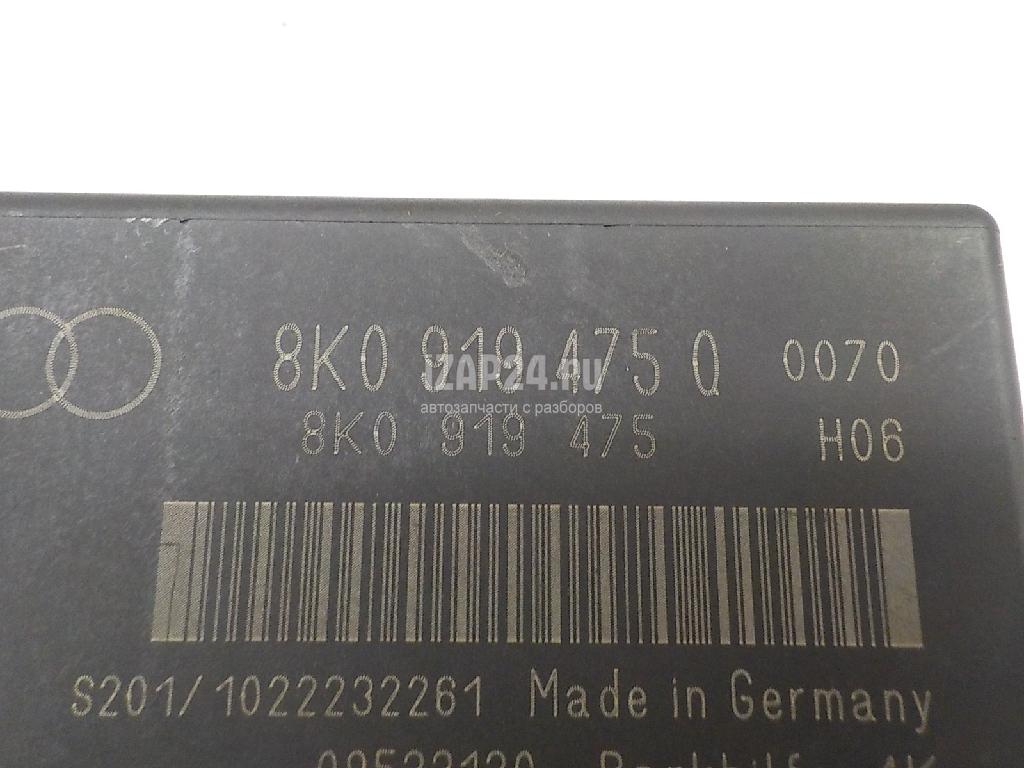 8K0 919 475 Q 0070
IZAP24.RU
автозапчасти с разборов
8K0 919 475 H06
S201/1022232261 Made in Germany